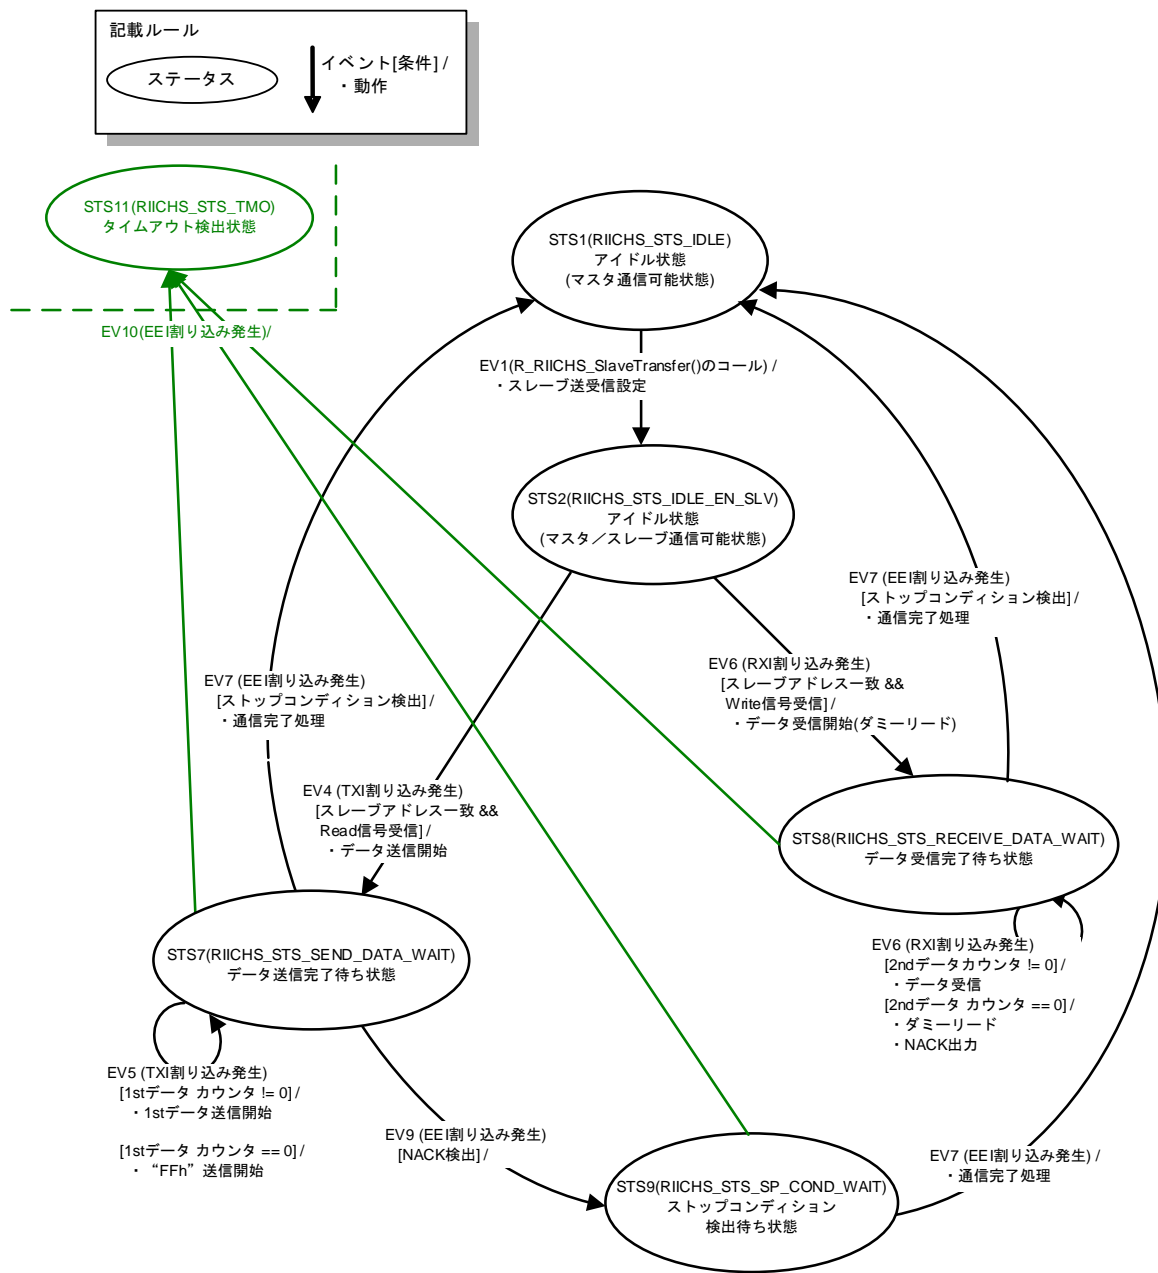 記載ルール
ステータス
イベント[条件] /
・動作
STS11(RIICHS_STS_TMO)
タイムアウト検出状態
STS1(RIICHS_STS_IDLE)
アイドル状態
(マスタ通信可能状態)
EV10(EEI割り込み発生)/
EV1(R_RIICHS_SlaveTransfer()のコール) /
・スレーブ送受信設定
STS2(RIICHS_STS_IDLE_EN_SLV)
アイドル状態
(マスタ／スレーブ通信可能状態)
EV7 (EEI割り込み発生)
[ストップコンディション検出] /
・通信完了処理
EV6 (RXI割り込み発生)
[スレーブアドレス一致 &&
Write信号受信] /
・データ受信開始(ダミーリード)
EV7 (EEI割り込み発生)
[ストップコンディション検出] /
・通信完了処理
EV4 (TXI割り込み発生)
[スレーブアドレス一致 &&
Read信号受信] /
・データ送信開始
STS8(RIICHS_STS_RECEIVE_DATA_WAIT)
データ受信完了待ち状態
STS7(RIICHS_STS_SEND_DATA_WAIT)
データ送信完了待ち状態
EV6 (RXI割り込み発生)
[2ndデータカウンタ != 0] /
・データ受信
[2ndデータ カウンタ == 0] /
・ダミーリード
・NACK出力
EV5 (TXI割り込み発生)
[1stデータ カウンタ != 0] /
・1stデータ送信開始
[1stデータ カウンタ == 0] /
・“FFh”送信開始
EV9 (EEI割り込み発生)
[NACK検出] /
EV7 (EEI割り込み発生) /
・通信完了処理
STS9(RIICHS_STS_SP_COND_WAIT)
ストップコンディション
検出待ち状態